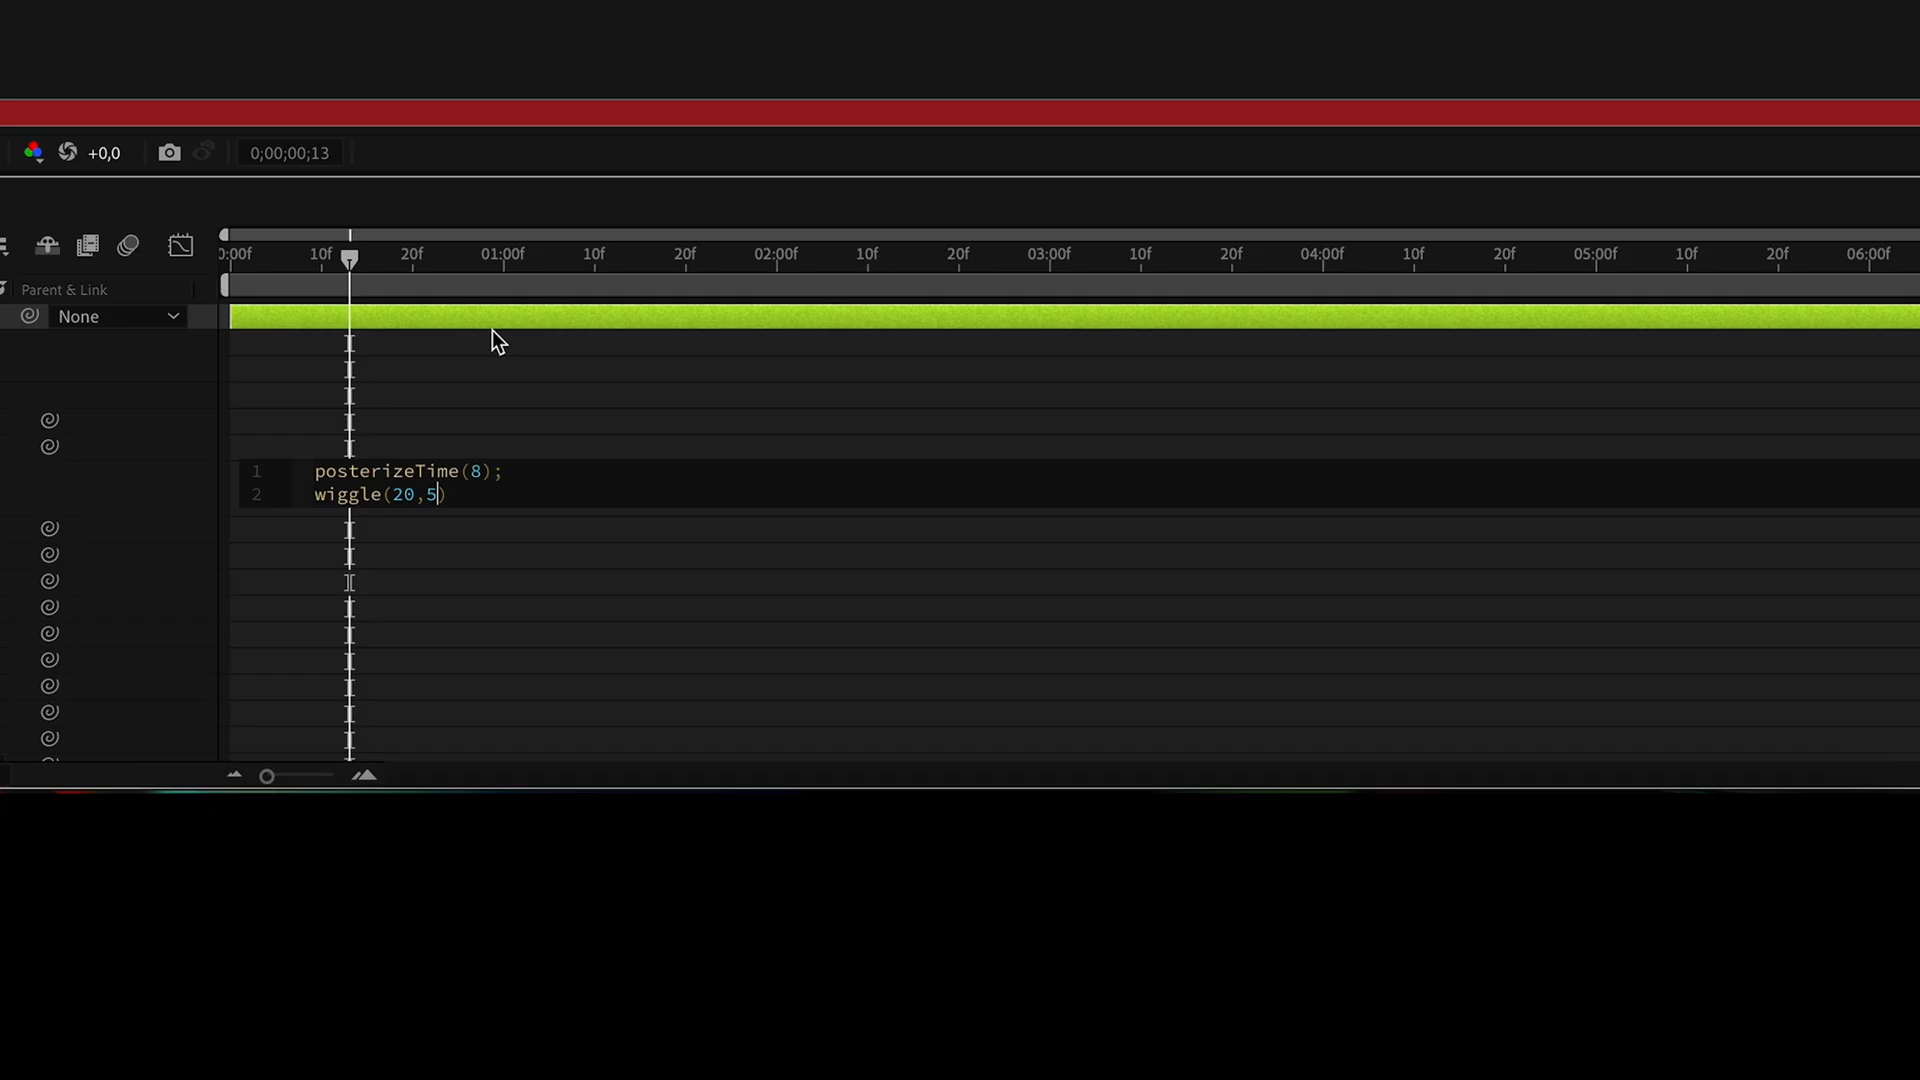 +0,0 0;00;00;13
0:00f 10f 20f 01:00f 10f 20f 02:00f 10f 20f 03:00f 10f 20f 04:00f 10f 20f 05:00f 10f 20f 06:00f
Parent & Link
None
1 posterizeTime(8);
2 wiggle(20,5)